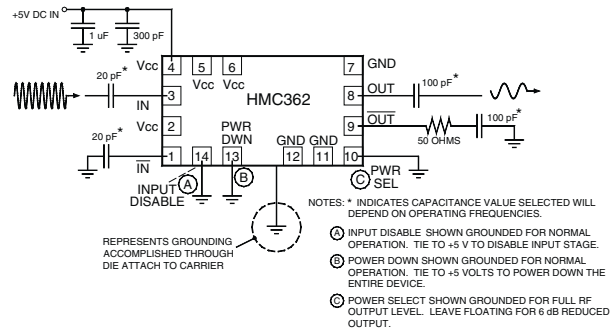 +5V DC IN
1 uF
300 pF
Vcc
4
5
6
7
GND
Vcc
Vcc
20 pF*
3
IN
HMC362
8
OUT
100 pF*
Vcc
2
PWR
DWN
GND GND
9
OUT
50 OHMS
100 pF*
20 pF*
1
14
13
12
11
10
IN
INPUT
DISABLE
A
B
C
PWR
SEL
REPRESENTS GROUNDING
ACCOMPLISHED THROUGH
DIE ATTACH TO CARRIER
NOTES: * INDICATES CAPACITANCE VALUE SELECTED WILL
DEPEND ON OPERATING FREQUENCIES.
A INPUT DISABLE SHOWN GROUNDED FOR NORMAL
OPERATION. TIE TO +5 V TO DISABLE INPUT STAGE.
B POWER DOWN SHOWN GROUNDED FOR NORMAL
OPERATION. TIE TO +5 VOLTS TO POWER DOWN THE
ENTIRE DEVICE.
C POWER SELECT SHOWN GROUNDED FOR FULL RF
OUTPUT LEVEL. LEAVE FLOATING FOR 6 dB REDUCED
OUTPUT.